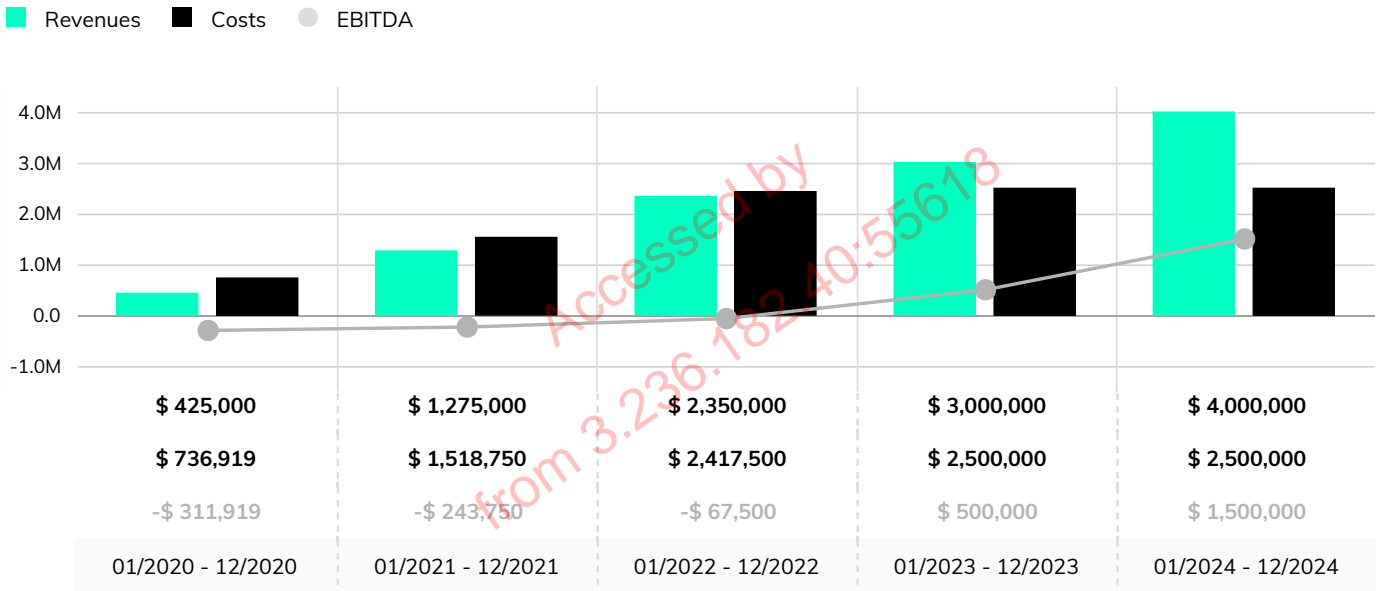 Revenues Costs EBITDA
4.0M
3.0M
2.0M
1.0M
0.0
-1.0M
Accessed by
from 3.236.182.40:55618
$ 425,000 $ 1,275,000 $ 2,350,000 $ 3,000,000 $ 4,000,000
$ 736,919 $ 1,518,750 $ 2,417,500 $ 2,500,000 $ 2,500,000
-$ 311,919 -$ 243,750 -$ 67,500 $ 500,000 $ 1,500,000
01/2020 - 12/2020 01/2021 - 12/2021 01/2022 - 12/2022 01/2023 - 12/2023 01/2024 - 12/2024